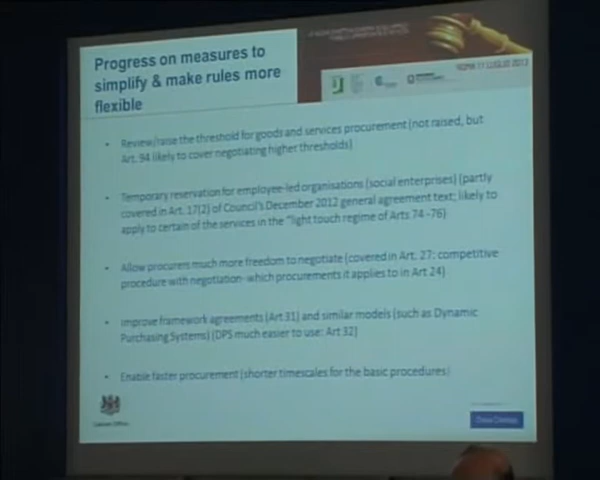 Progress on measures to
simplify & make rules more
flexible
ROMA 11 LUGLIO 2013
• Review/raise the threshold for goods and services procurement (not raised, but
Art. 94 likely to cover negotiating higher thresholds)
• Temporary reservation for employee-led organisations (social enterprises) (partly
covered in Art. 17(2) of Council's December 2012 general agreement text; likely to
apply to certain of the services in the "light touch regime of Arts 74 -76)
• Allow procurers much more freedom to negotiate (covered in Art. 27: competitive
procedure with negotiation- which procurements it applies to in Art 24)
• Improve framework agreements (Art 31) and similar models (such as Dynamic
Purchasing Systems) (DPS much easier to use: Art 32)
• Enable faster procurement (shorter timescales for the basic procedures)
Cabinet Office